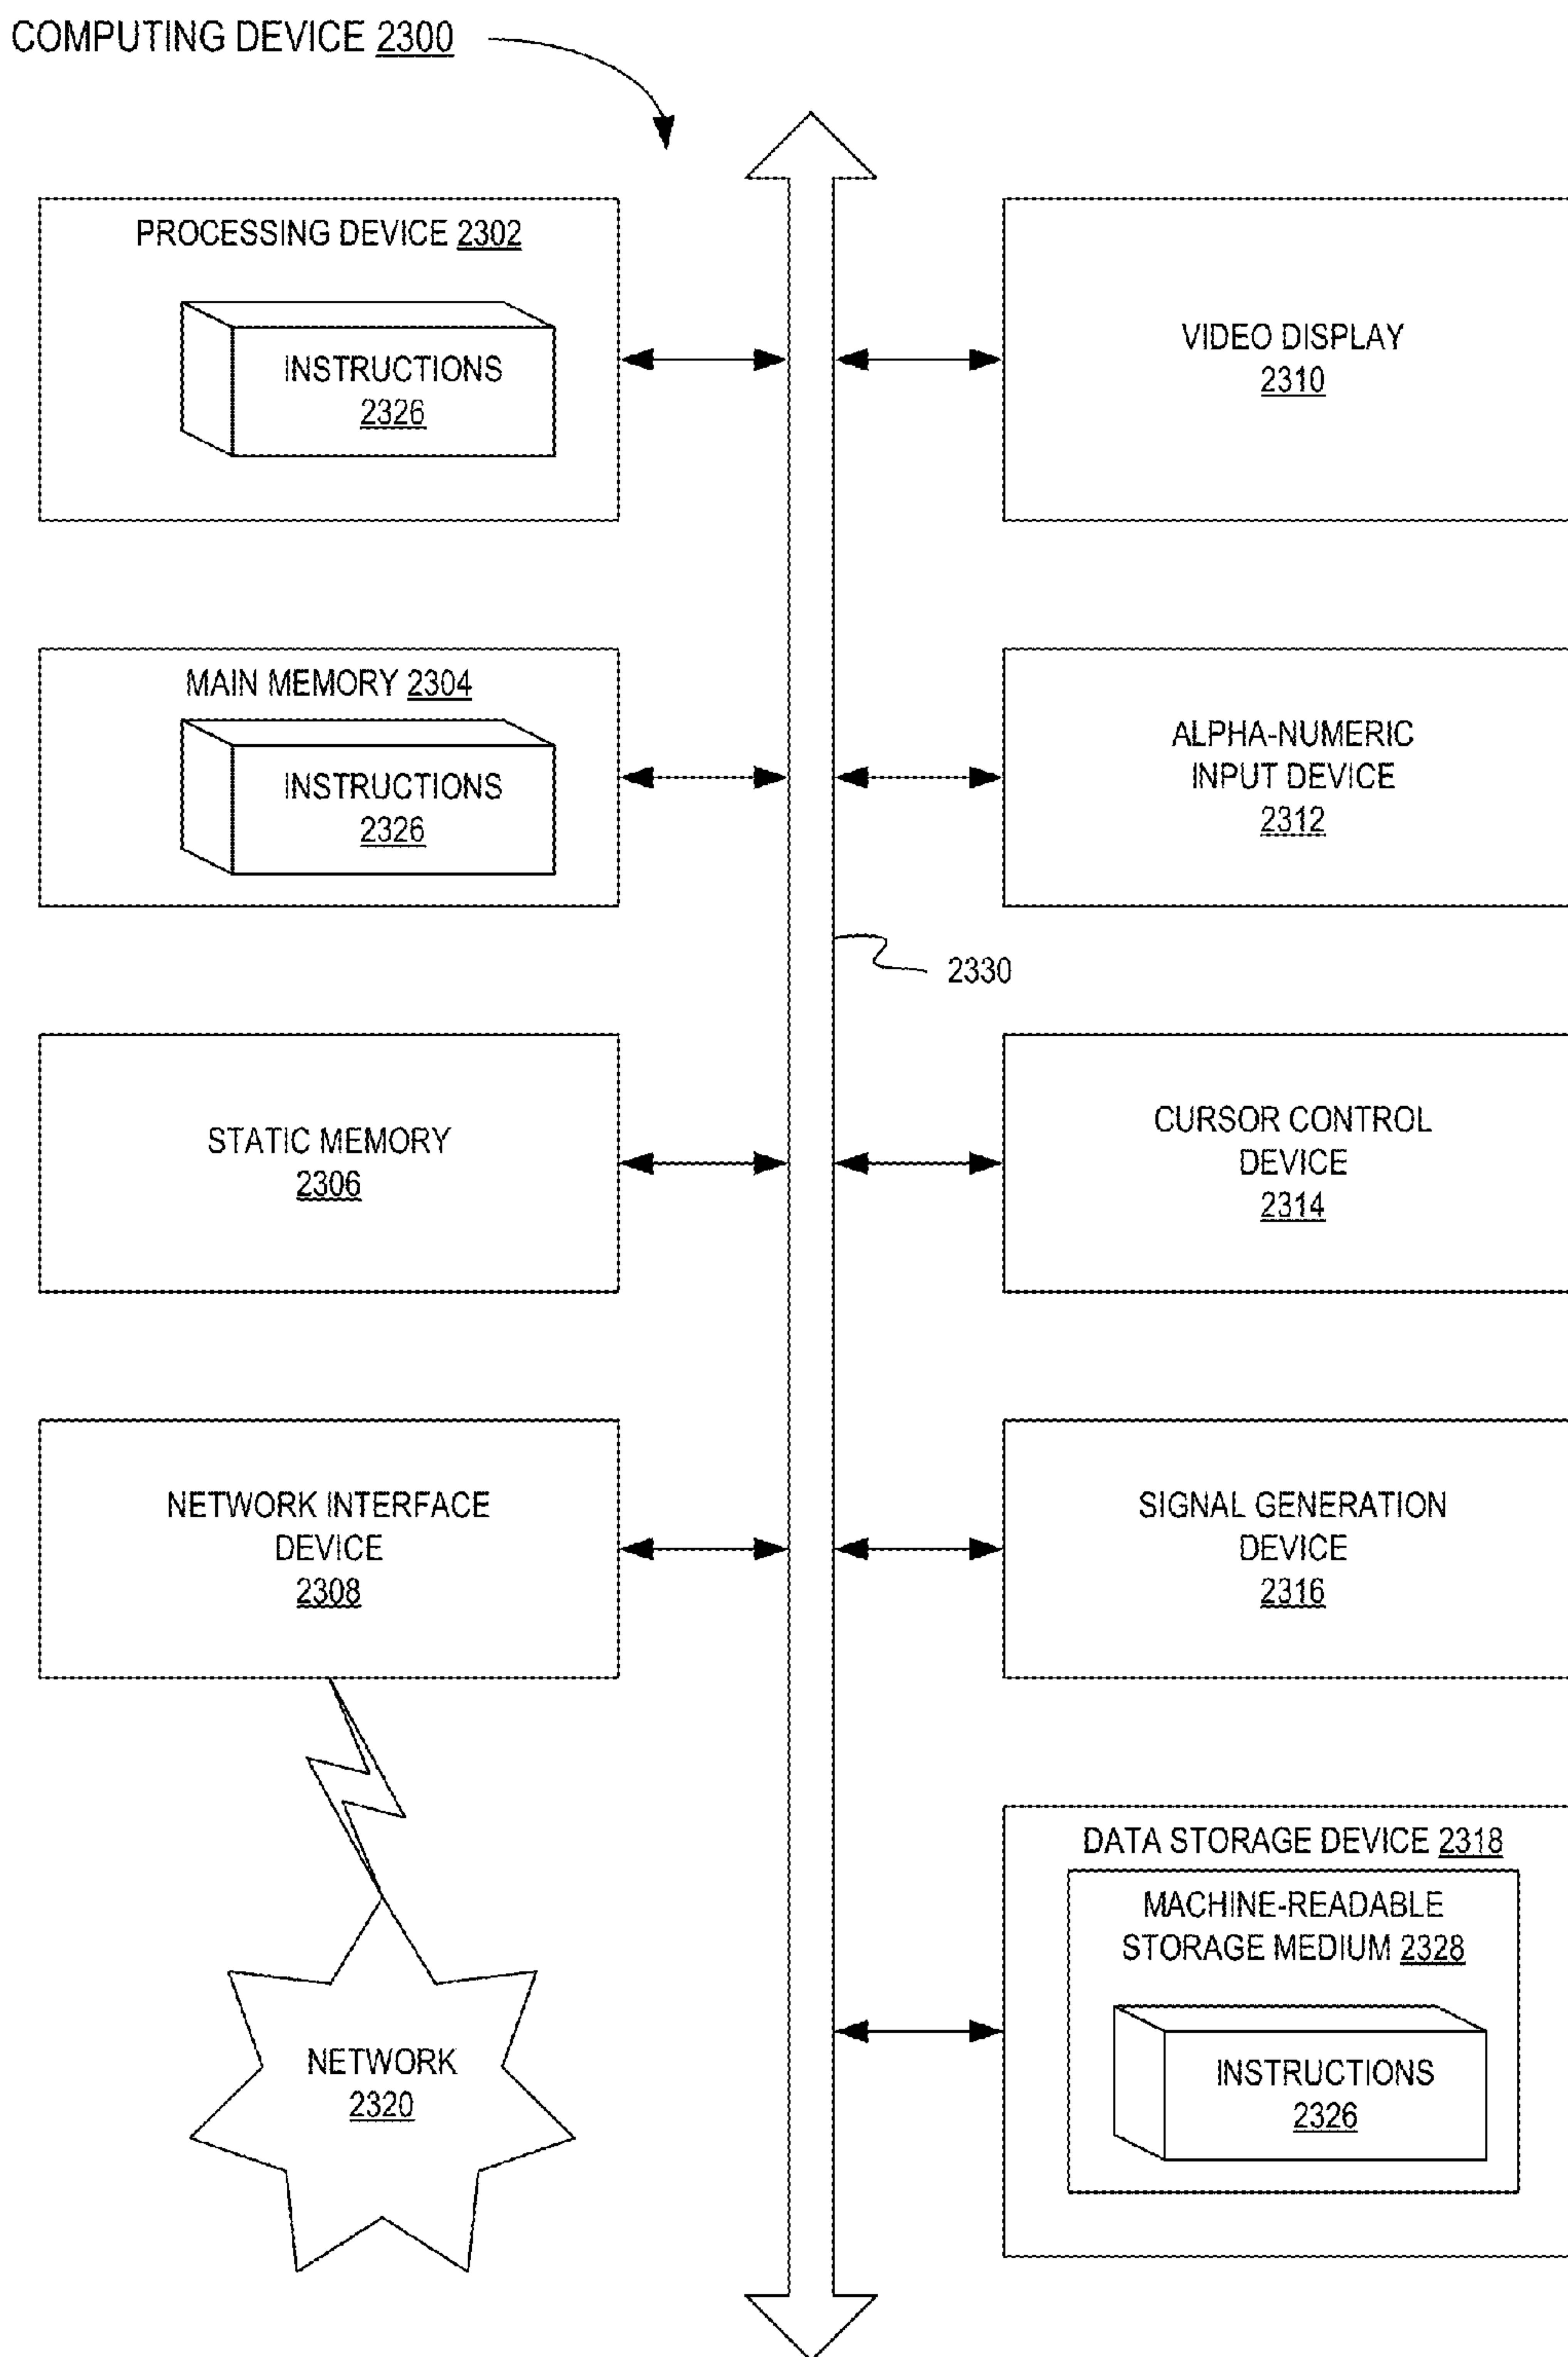 COMPUTING DEVICE 2300
PROCESSING DEVICE 2302
INSTRUCTIONS
2326
VIDEO DISPLAY
2310
MAIN MEMORY 2304
INSTRUCTIONS
2326
ALPHA-NUMERIC
INPUT DEVICE
2312
2330
STATIC MEMORY
2306
CURSOR CONTROL
DEVICE
2314
NETWORK INTERFACE
DEVICE
2308
SIGNAL GENERATION
DEVICE
2316
NETWORK
2320
DATA STORAGE DEVICE 2318
MACHINE-READABLE
STORAGE MEDIUM 2328
INSTRUCTIONS
2326